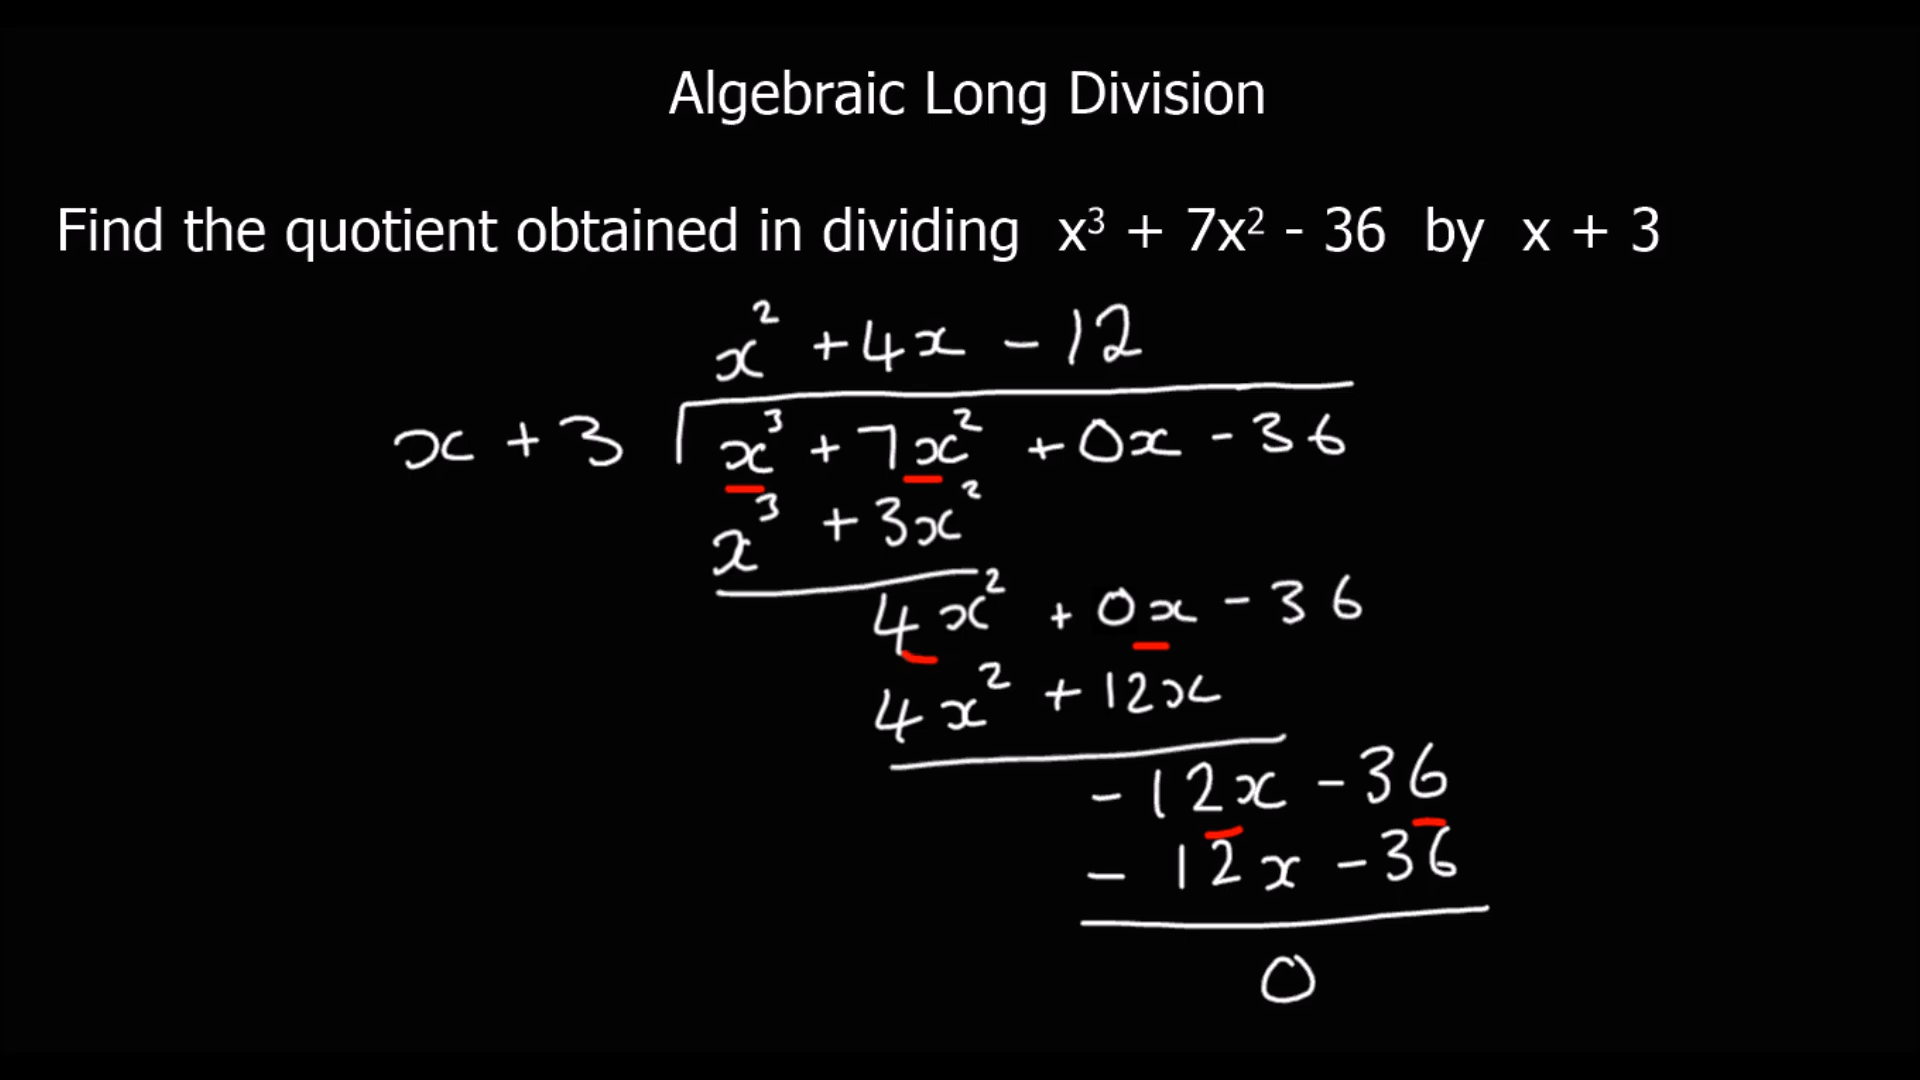 Algebraic Long Division
Find the quotient obtained in dividing x³ + 7x² - 36 by x + 3
x² + 4x - 12
x + 3 x³ + 7x² + 0x - 36
x³ + 3x²
4x² + 0x - 36
4x² + 12x
- 12x - 36
- 12x - 36
0